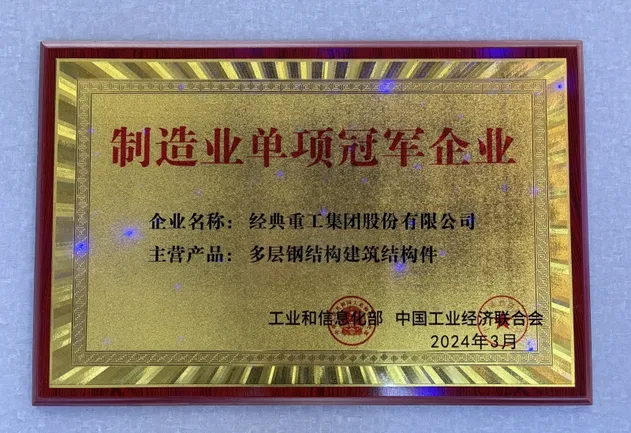 制造业单项冠军企业
企业名称：经典重工集团股份有限公司
主营产品：多层钢结构建筑结构件
工业和信息化部 中国工业经济联合会
2024年3月